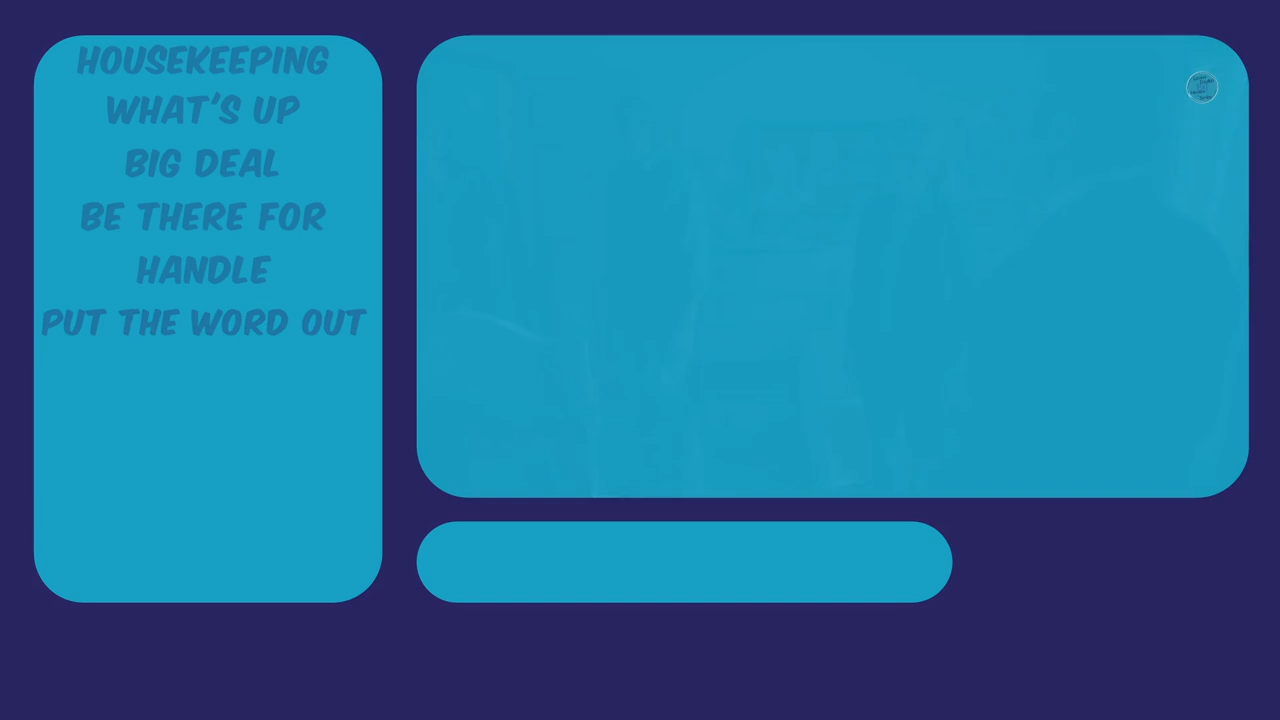 HOUSEKEEPING
WHAT'S UP
BIG DEAL
BE THERE FOR
HANDLE
PUT THE WORD OUT